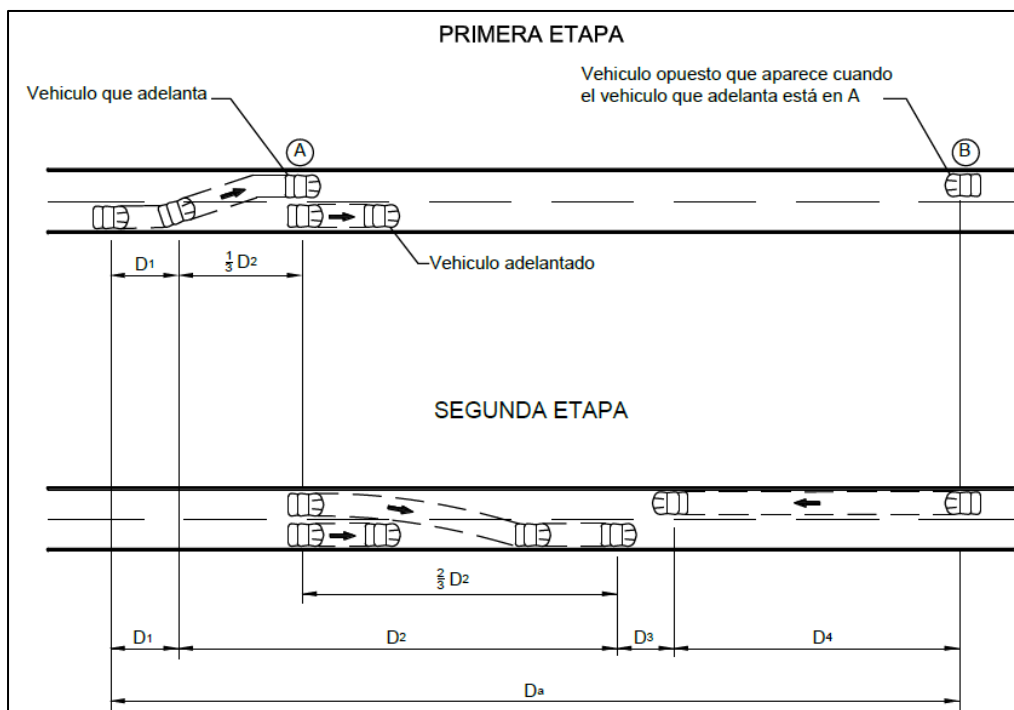 PRIMERA ETAPA
Vehiculo que adelanta
Vehiculo opuesto que aparece cuando
el vehiculo que adelanta está en A
A
B
Vehiculo adelantado
D1
1/3 D2
SEGUNDA ETAPA
2/3 D2
D1
D2
D3
D4
Da